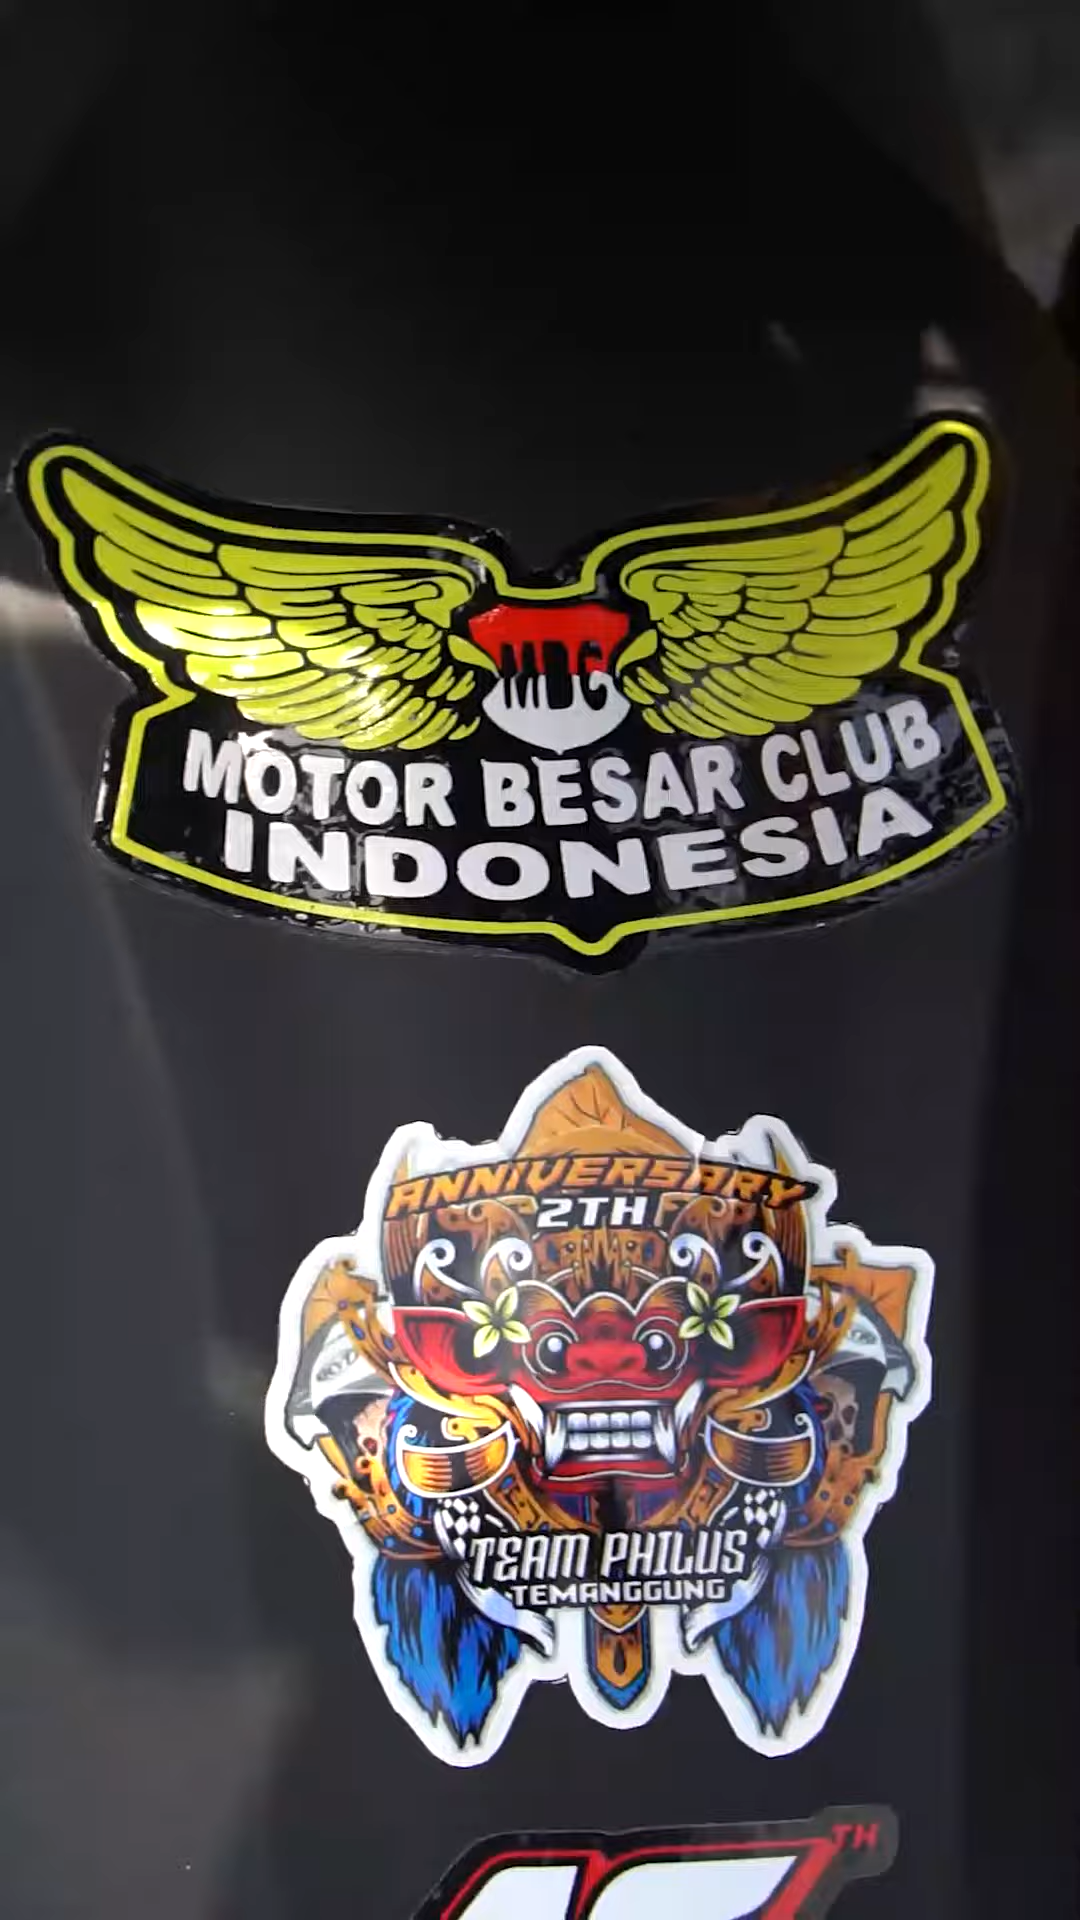 MBC
MOTOR BESAR CLUB
INDONESIA
ANNIVERSARY
2TH
TEAM PHILUS
TEMANGGUNG
TH